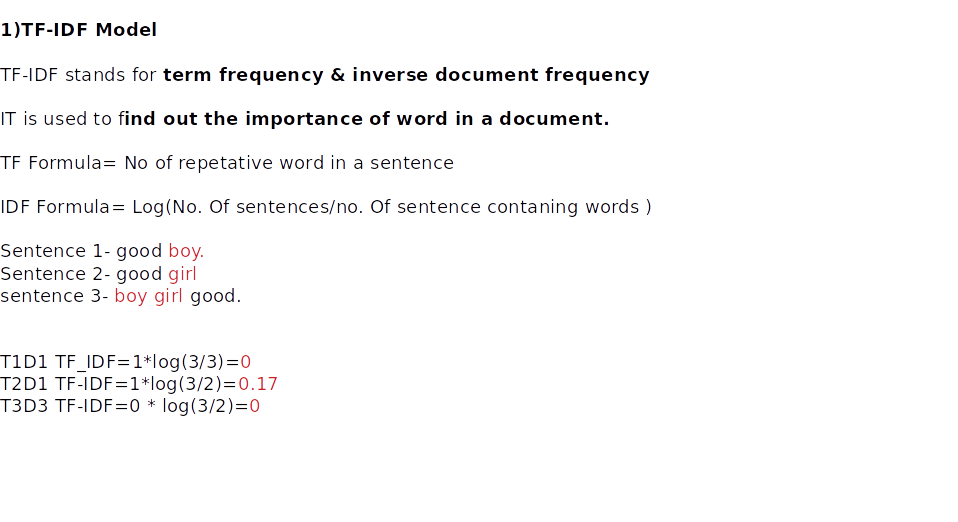 1)TF-IDF Model
TF-IDF stands for term frequency & inverse document frequency
IT is used to find out the importance of word in a document.
TF Formula= No of repetative word in a sentence
IDF Formula= Log(No. Of sentences/no. Of sentence contaning words )
Sentence 1- good boy.
Sentence 2- good girl
sentence 3- boy girl good.
T1D1 TF_IDF=1*log(3/3)=0
T2D1 TF-IDF=1*log(3/2)=0.17
T3D3 TF-IDF=0 * log(3/2)=0